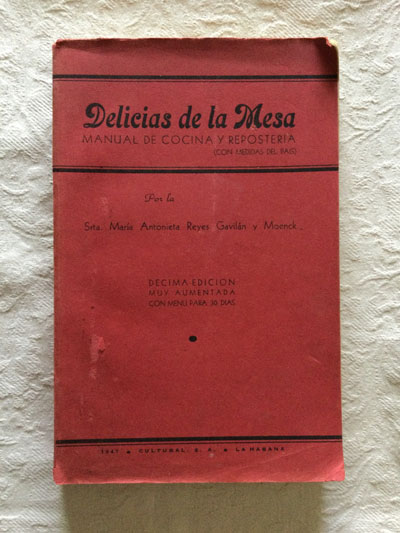 Delicias de la Mesa
MANUAL DE COCINA Y REPOSTERIA
(CON MEDIDAS DEL PAIS)
Por la
Srta. María Antonieta Reyes Gavilán y Moenck.
DECIMA EDICION
MUY AUMENTADA
CON MENU PARA 30 DIAS
1947 CULTURAL, S. A. LA HABANA